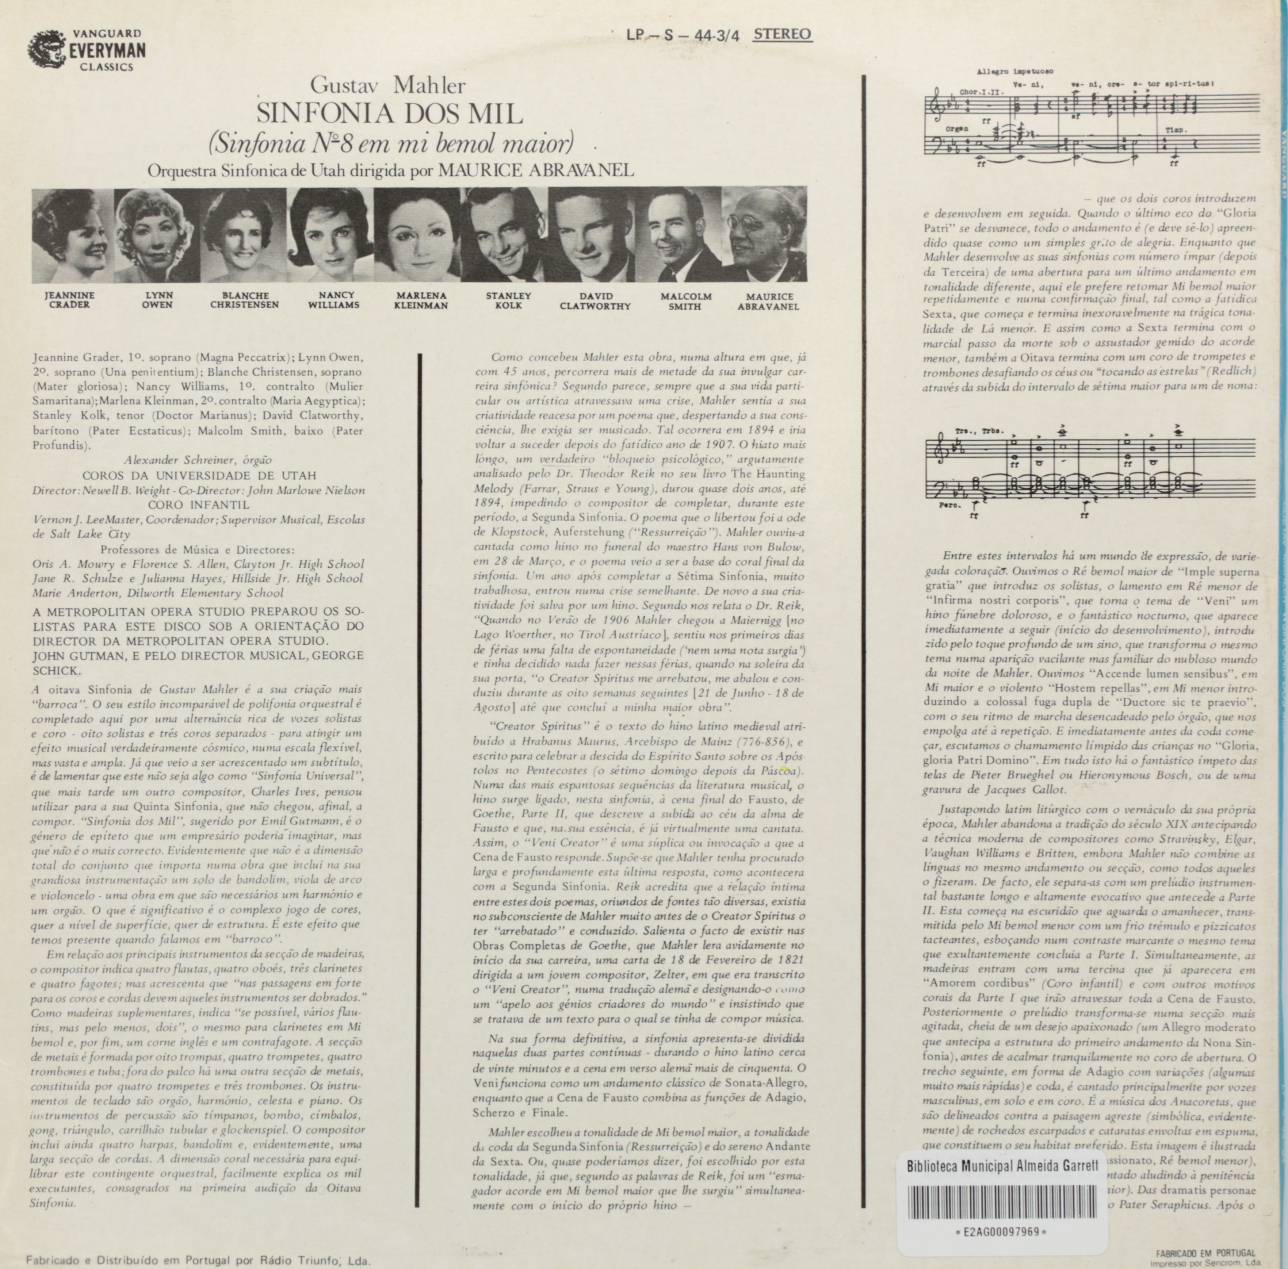 VANGUARD
EVERYMAN
CLASSICS
LP – S – 44-3/4 STEREO
Gustav Mahler
SINFONIA DOS MIL
(Sinfonia Nº 8 em mi bemol maior)
Orquestra Sinfonica de Utah dirigida por MAURICE ABRAVANEL
JEANNINE CRADER
LYNN OWEN
BLANCHE CHRISTENSEN
NANCY WILLIAMS
MARLENA KLEINMAN
STANLEY KOLK
DAVID CLATWORTHY
MALCOLM SMITH
MAURICE ABRAVANEL
Jeannine Grader, 1º. soprano (Magna Peccatrix); Lynn Owen,
2º. soprano (Una penitentium); Blanche Christensen, soprano
(Mater gloriosa); Nancy Williams, 1º. contralto (Mulier
Samaritana); Marlena Kleinman, 2º. contralto (Maria Aegyptica);
Stanley Kolk, tenor (Doctor Marianus); David Clatworthy,
barítono (Pater Ecstaticus); Malcolm Smith, baixo (Pater
Profundis).
Alexander Schreiner, órgão
COROS DA UNIVERSIDADE DE UTAH
Director: Newell B. Weight - Co-Director: John Marlowe Nielson
CORO INFANTIL
Vernon J. LeeMaster, Coordenador; Supervisor Musical, Escolas
de Salt Lake City
Professores de Música e Directores:
Oris A. Moury e Florence S. Allen, Clayton Jr. High School
Jane R. Schulze e Julianna Hayes, Hillside Jr. High School
Marie Anderton, Dilworth Elementary School
A METROPOLITAN OPERA STUDIO PREPAROU OS SO-
LISTAS PARA ESTE DISCO SOB A ORIENTAÇÃO DO
DIRECTOR DA METROPOLITAN OPERA STUDIO.
JOHN GUTMAN, E PELO DIRECTOR MUSICAL, GEORGE
SCHICK.
A oitava Sinfonia de Gustav Mahler é a sua criação mais
“barroca”. O seu estilo incomparável de polifonia orquestral é
completado aqui por uma alternância rica de vozes solistas
e coro - oito solistas e três coros separados - para atingir um
efeito musical verdadeiramente cósmico, numa escala flexível,
mas vasta e ampla. Já que veio a ser acrescentado um subtítulo,
é de lamentar que este não seja algo como “Sinfonia Universal”,
que mais tarde um outro compositor, Charles Ives, pensou
utilizar para a sua Quinta Sinfonia, que não chegou, afinal, a
compor. “Sinfonia dos Mil”, sugerido por Emil Gutmann, é o
género de epíteto que um empresário poderia imaginar, mas
que não é o mais correcto. Evidentemente que não é a dimensão
total do conjunto que importa numa obra que inclui na sua
grandiosa instrumentação um solo de bandolim, viola de arco
e violoncelo - uma obra em que são necessários um harmónio e
um orgão. O que é significativo é o complexo jogo de cores,
quer a nível de superfície, quer de estrutura. É este efeito que
temos presente quando falamos em “barroco”.
Em relação aos principais instrumentos da secção de madeiras,
o compositor indica quatro flautas, quatro oboés, três clarinetes
e quatro fagotes; mas acrescenta que “nas passagens em forte
para os coros e cordas devem aqueles instrumentos ser dobrados.”
Como madeiras suplementares, indica “se possível, vários flau-
tins, mas pelo menos, dois”, o mesmo para clarinetes em Mi
bemol e, por fim, um corne inglês e um contrafagote. A secção
de metais é formada por oito trompas, quatro trompetes, quatro
trombones e tuba; fora do palco há uma outra secção de metais,
constituída por quatro trompetes e três trombones. Os instru-
mentos de teclado são orgão, harmónio, celesta e piano. Os
instrumentos de percussão são tímpanos, bombo, címbalos,
gong, triângulo, carrilhão tubular e glockenspiel. O compositor
inclui ainda quatro harpas, bandolim e, evidentemente, uma
larga secção de cordas. A dimensão coral necessária para equi-
librar este contingente orquestral, facilmente explica os mil
executantes, consagrados na primeira audição da Oitava
Sinfonia.
Fabricado e Distribuído em Portugal por Rádio Triunfo, Lda.
Como concebeu Mahler esta obra, numa altura em que, já
com 45 anos, percorrera mais de metade da sua invulgar car-
reira sinfónica? Segundo parece, sempre que a sua vida parti-
cular ou artística atravessava uma crise, Mahler sentia a sua
criatividade reacesa por um poema que, despertando a sua cons-
ciência, lhe exigia ser musicado. Tal ocorrera em 1894 e iria
voltar a suceder depois do fatídico ano de 1907. O hiato mais
lôngo, um verdadeiro “bloqueio psicológico,” argutamente
analisado pelo Dr. Theodor Reik no seu livro The Haunting
Melody (Farrar, Straus e Young), durou quase dois anos, até
1894, impedindo o compositor de completar, durante este
período, a Segunda Sinfonia. O poema que o libertou foi a ode
de Klopstock, Auferstehung (“Ressurreição”). Mahler ouviu-a
cantada como hino no funeral do maestro Hans von Bulow,
em 28 de Março, e o poema veio a ser a base do coral final da
sinfonia. Um ano após completar a Sétima Sinfonia, muito
trabalhosa, entrou numa crise semelhante. De novo a sua cria-
tividade foi salva por um hino. Segundo nos relata o Dr. Reik,
“Quando no Verão de 1906 Mahler chegou a Maiernigg [no
Lago Woerther, no Tirol Austríaco], sentiu nos primeiros dias
de férias uma falta de espontaneidade (‘nem uma nota surgia’)
e tinha decidido nada fazer nessas férias, quando na soleira da
sua porta, “o Creator Spiritus me arrebatou, me abalou e con-
duziu durante as oito semanas seguintes [21 de Junho - 18 de
Agosto] até que concluí a minha maior obra”.
“Creator Spiritus” é o texto do hino latino medieval atri-
buído a Hrabanus Maurus, Arcebispo de Mainz (776-856), e
escrito para celebrar a descida do Espírito Santo sobre os Após
tolos no Pentecostes (o sétimo domingo depois da Páscoa).
Numa das mais espantosas sequências da literatura musical, o
hino surge ligado, nesta sinfonia, à cena final do Fausto, de
Goethe, Parte II, que descreve a subida ao céu da alma de
Fausto e que, na sua essência, é já virtualmente uma cantata.
Assim, o “Veni Creator” é uma súplica ou invocação a que a
Cena de Fausto responde. Supõe-se que Mahler tenha procurado
larga e profundamente esta última resposta, como acontecera
com a Segunda Sinfonia. Reik acredita que a relação íntima
entre estes dois poemas, oriundos de fontes tão diversas, existia
no subconsciente de Mahler muito antes de o Creator Spiritus o
ter “arrebatado” e conduzido. Salienta o facto de existir nas
Obras Completas de Goethe, que Mahler lera avidamente no
início da sua carreira, uma carta de 18 de Fevereiro de 1821
dirigida a um jovem compositor, Zelter, em que era transcrito
o “Veni Creator”, numa tradução alemã e designando-o como
um “apelo aos génios criadores do mundo” e insistindo que
se tratava de um texto para o qual se tinha de compor música.
Na sua forma definitiva, a sinfonia apresenta-se dividida
naquelas duas partes contínuas - durando o hino latino cerca
de vinte minutos e a cena em verso alemã mais de cinquenta. O
Veni funciona como um andamento clássico de Sonata-Allegro,
enquanto que a Cena de Fausto combina as funções de Adagio,
Scherzo e Finale.
Mahler escolheu a tonalidade de Mi bemol maior, a tonalidade
da coda da Segunda Sinfonia (Ressurreição) e do sereno Andante
da Sexta. Ou, quase poderíamos dizer, foi escolhido por esta
tonalidade, já que, segundo as palavras de Reik, foi um “esma-
gador acorde em Mi bemol maior que lhe surgiu” simultanea-
mente com o início do próprio hino –
Allegro impetuoso
Chor.I.II. Ve- ni, ve- ni, cre- a- tor spi-ri-tus!
ff sf
Orgen Timp.
ff ff
– que os dois coros introduzem
e desenvolvem em seguida. Quando o último eco do “Gloria
Patri” se desvanece, todo o andamento é (e deve sê-lo) apreen-
dido quase como um simples grito de alegria. Enquanto que
Mahler desenvolve as suas sinfonias com número ímpar (depois
da Terceira) de uma abertura para um último andamento em
tonalidade diferente, aqui ele prefere retomar Mi bemol maior
repetidamente e numa confirmação final, tal como a fatídica
Sexta, que começa e termina inexoravelmente na trágica tona-
lidade de Lá menor. E assim como a Sexta termina com o
marcial passo da morte sob o assustador gemido do acorde
menor, também a Oitava termina com um coro de trompetes e
trombones desafiando os céus ou “tocando as estrelas” (Redlich)
através da subida do intervalo de sétima maior para um de nona:
Trs., Trbs.
ff ff
Perc. ff ff
Entre estes intervalos há um mundo de expressão, de varie-
gada coloração. Ouvimos o Ré bemol maior de “Imple superna
gratia” que introduz os solistas, o lamento em Ré menor de
“Infirma nostri corporis”, que torna o tema de “Veni” um
hino fúnebre doloroso, e o fantástico nocturno, que aparece
imediatamente a seguir (início do desenvolvimento), introdu
zido pelo toque profundo de um sino, que transforma o mesmo
tema numa aparição vacilante mas familiar do nubloso mundo
da noite de Mahler. Ouvimos “Accende lumen sensibus”, em
Mi maior e o violento “Hostem repellas”, em Mi menor intro-
duzindo a colossal fuga dupla de “Ductore sic te praevio”,
com o seu ritmo de marcha desencadeado pelo órgão, que nos
empolga até à repetição. E imediatamente antes da coda come
çar, escutamos o chamamento límpido das crianças no “Gloria,
gloria Patri Domino”. Em tudo isto há o fantástico ímpeto das
telas de Pieter Brueghel ou Hieronymous Bosch, ou de uma
gravura de Jacques Callot.
Justapondo latim litúrgico com o vernáculo da sua própria
época, Mahler abandona a tradição do século XIX antecipando
a técnica moderna de compositores como Stravinsky, Elgar,
Vaughan Williams e Britten, embora Mahler não combine as
línguas no mesmo andamento ou secção, como todos aqueles
o fizeram. De facto, ele separa-as com um prelúdio instrumen-
tal bastante longo e altamente evocativo que antecede a Parte
II. Esta começa na escuridão que aguarda o amanhecer, trans-
mitida pelo Mi bemol menor com um frio trémulo e pizzicatos
tacteantes, esboçando num contraste marcante o mesmo tema
que exultantemente concluia a Parte I. Simultaneamente, as
madeiras entram com uma tercina que já aparecera em
“Amorem cordibus” (Coro infantil) e com outros motivos
corais da Parte I que irão atravessar toda a Cena de Fausto.
Posteriormente o prelúdio transforma-se numa secção mais
agitada, cheia de um desejo apaixonado (um Allegro moderato
que antecipa a estrutura do primeiro andamento da Nona Sin-
fonia), antes de acalmar tranquilamente no coro de abertura. O
trecho seguinte, em forma de Adagio com variações (algumas
muito mais rápidas) e coda, é cantado principalmente por vozes
masculinas, em solo e em coro. É a música dos Anacoretas, que
são delineados contra a paisagem agreste (simbólica, evidente-
mente) de rochedos escarpados e cataratas envoltas em espuma,
que constituem o seu habitat preferido. Esta imagem é ilustrada
ssionato, Ré bemol menor),
ntado aludindo à penitência
ior). Das dramatis personae
o Pater Seraphicus. Após o
Biblioteca Municipal Almeida Garrett
*E2AG00097969*
FABRICADO EM PORTUGAL
Impresso por Sencrom, Lda